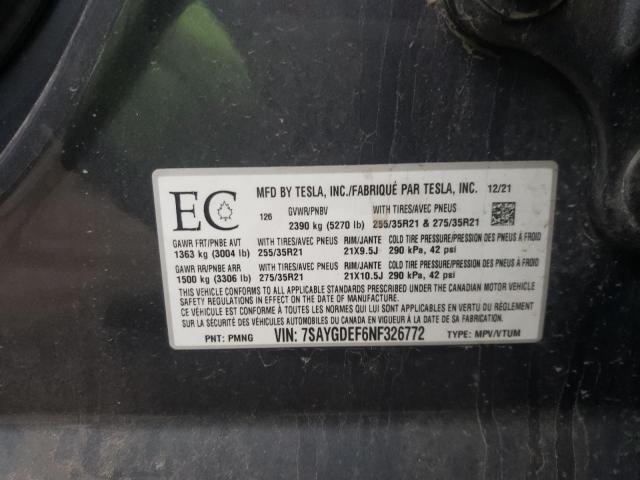 EC
MFD BY TESLA, INC./FABRIQUÉ PAR TESLA, INC. 12/21
126 GVWR/PNBV WITH TIRES/AVEC PNEUS
2390 kg (5270 lb) 255/35R21 & 275/35R21
GAWR FRT/PNBE AVT WITH TIRES/AVEC PNEUS RIM/JANTE COLD TIRE PRESSURE/PRESSION DES PNEUS À FROID
1363 kg (3004 lb) 255/35R21 21X9.5J 290 kPa, 42 psi
GAWR RR/PNBE ARR WITH TIRES/AVEC PNEUS RIM/JANTE COLD TIRE PRESSURE/PRESSION DES PNEUS À FROID
1500 kg (3306 lb) 275/35R21 21X10.5J 290 kPa, 42 psi
THIS VEHICLE CONFORMS TO ALL APPLICABLE STANDARDS PRESCRIBED UNDER THE CANADIAN MOTOR VEHICLE
SAFETY REGULATIONS IN EFFECT ON THE DATE OF MANUFACTURE
CE VÉHICULE EST CONFORME À TOUTES LES NORMES QUI LUI SONT APPLICABLES EN VERTU DU RÈGLEMENT
SUR LA SÉCURITÉ DES VÉHICULES AUTOMOBILES DU CANADA EN VIGUEUR À LA DATE
DE SA FABRICATION
PNT: PMNG VIN: 7SAYGDEF6NF326772 TYPE: MPV/VTUM